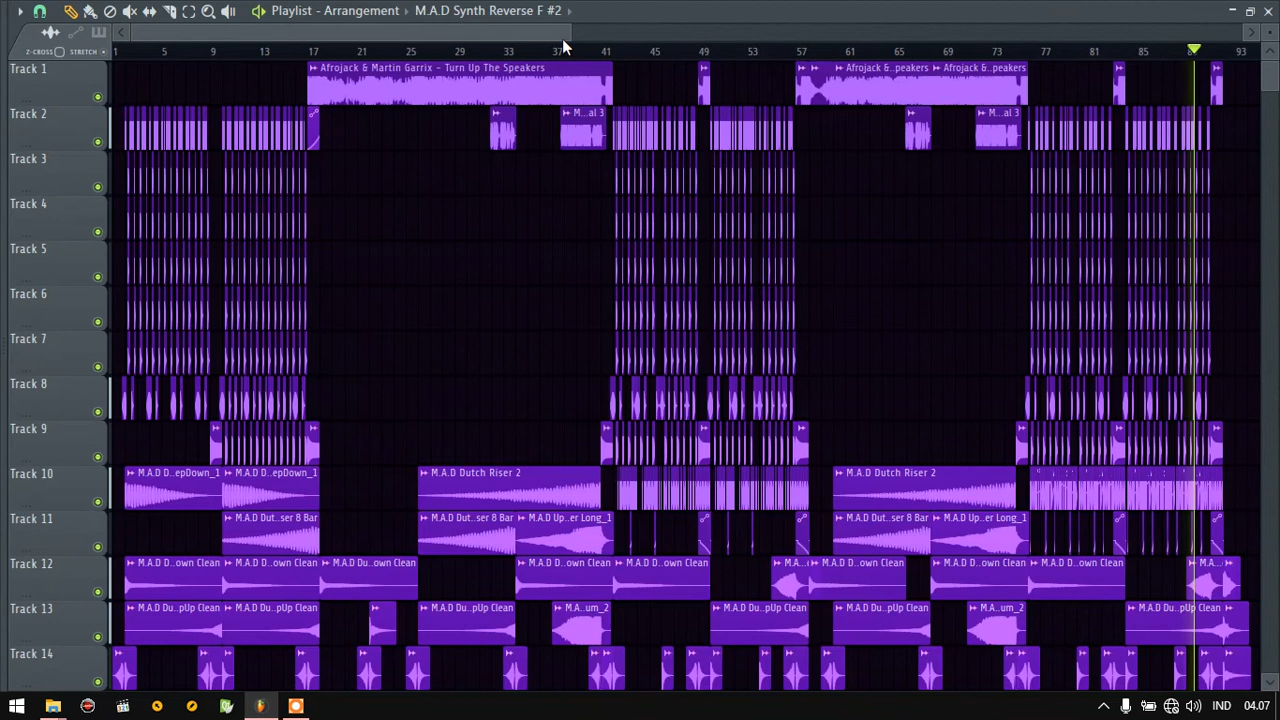 Playlist - Arrangement ▸ M.A.D Synth Reverse F #2 ▸
Z-CROSS STRETCH
1 5 9 13 17 21 25 29 33 37 41 45 49 53 57 61 65 69 73 77 81 93
Track 1 Afrojack & Martin Garrix - Turn Up The Speakers Afrojack &..peakers Afrojack &..peakers
Track 2 M...al 3 M...al 3
Track 3
Track 4
Track 5
Track 6
Track 7
Track 8
Track 9
Track 10 M.A.D D..epDown_1 M.A.D D..epDown_1 M.A.D Dutch Riser 2 M.A.D Dutch Riser 2
Track 11 M.A.D Dut..ser 8 Bar M.A.D Dut..ser 8 Bar M.A.D Up..er Long_1 M.A.D Dut..ser 8 Bar M.A.D Up..er Long_1
Track 12 M.A.D Du..own Clean M.A.D Du..own Clean M.A.D Du..own Clean M.A.D Du..own Clean M.A.D Du..own Clean M.A.D Du..own Clean M.A.D Du..own Clean M.A.D Du..own Clean
Track 13 M.A.D Du..pUp Clean M.A.D Du..pUp Clean M.A.D Du..pUp Clean M.A..um_2 M.A.D Du..pUp Clean M.A.D Du..pUp Clean M.A..um_2 M.A.D Du..pUp Clean
Track 14
IND 04.07